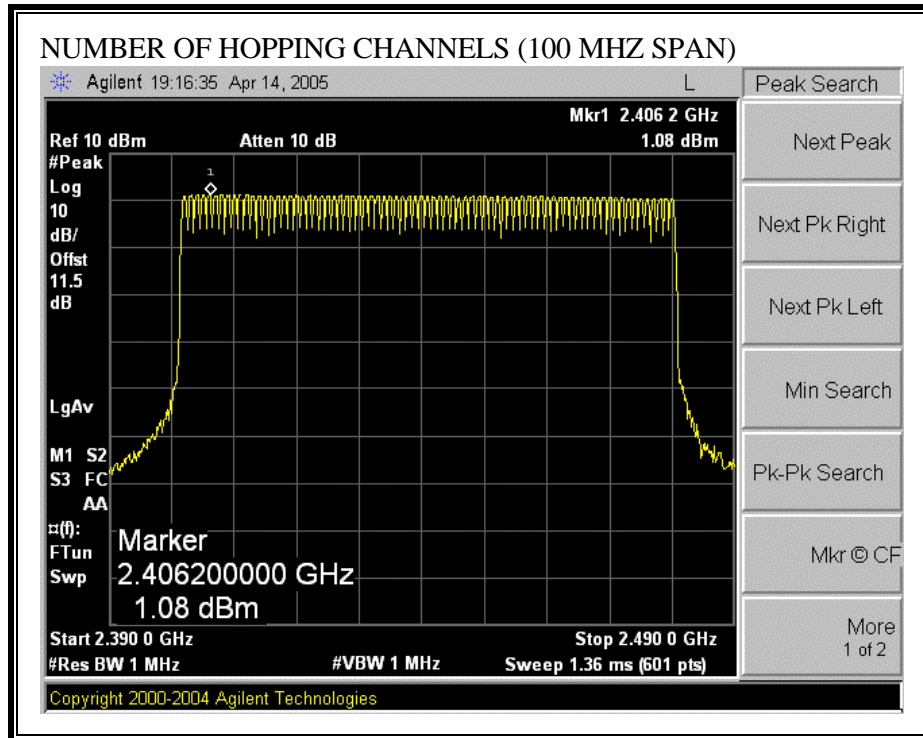 NUMBER OF HOPPING CHANNELS (100 MHZ SPAN)
Agilent 19:16:35 Apr 14, 2005 L
Peak Search
Mkr1 2.406 2 GHz
Ref 10 dBm Atten 10 dB 1.08 dBm
#Peak
Log
10
dB/
Offst
11.5
dB
1
LgAv
M1 S2
S3 FC
AA
¤(f):
FTun
Swp
Marker
2.406200000 GHz
1.08 dBm
Start 2.390 0 GHz Stop 2.490 0 GHz
#Res BW 1 MHz #VBW 1 MHz Sweep 1.36 ms (601 pts)
Copyright 2000-2004 Agilent Technologies
Next Peak
Next Pk Right
Next Pk Left
Min Search
Pk-Pk Search
Mkr © CF
More
1 of 2